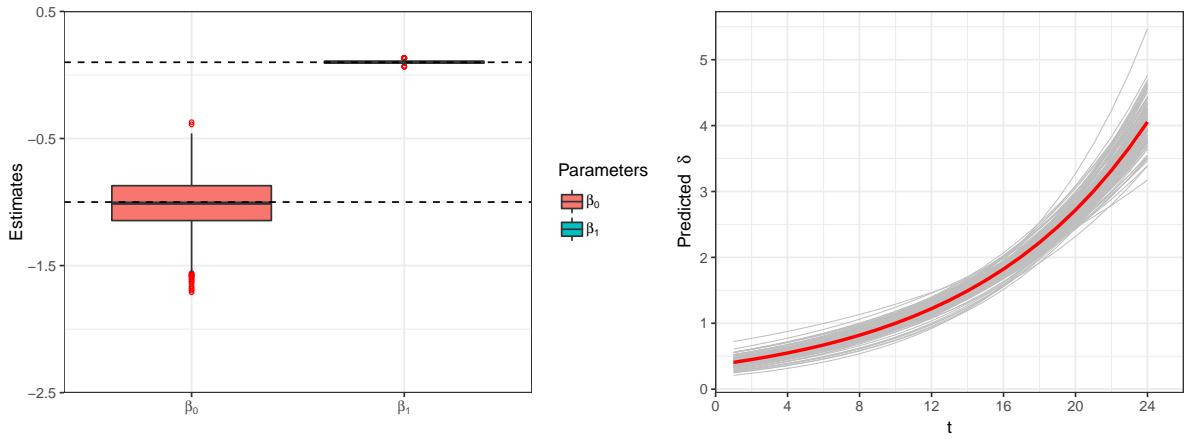 Estimates
0.5
−0.5
−1.5
−2.5
β₀
β₁
Parameters
β₀
β₁
Predicted δ
5
4
3
2
1
0
0
4
8
12
16
20
24
t